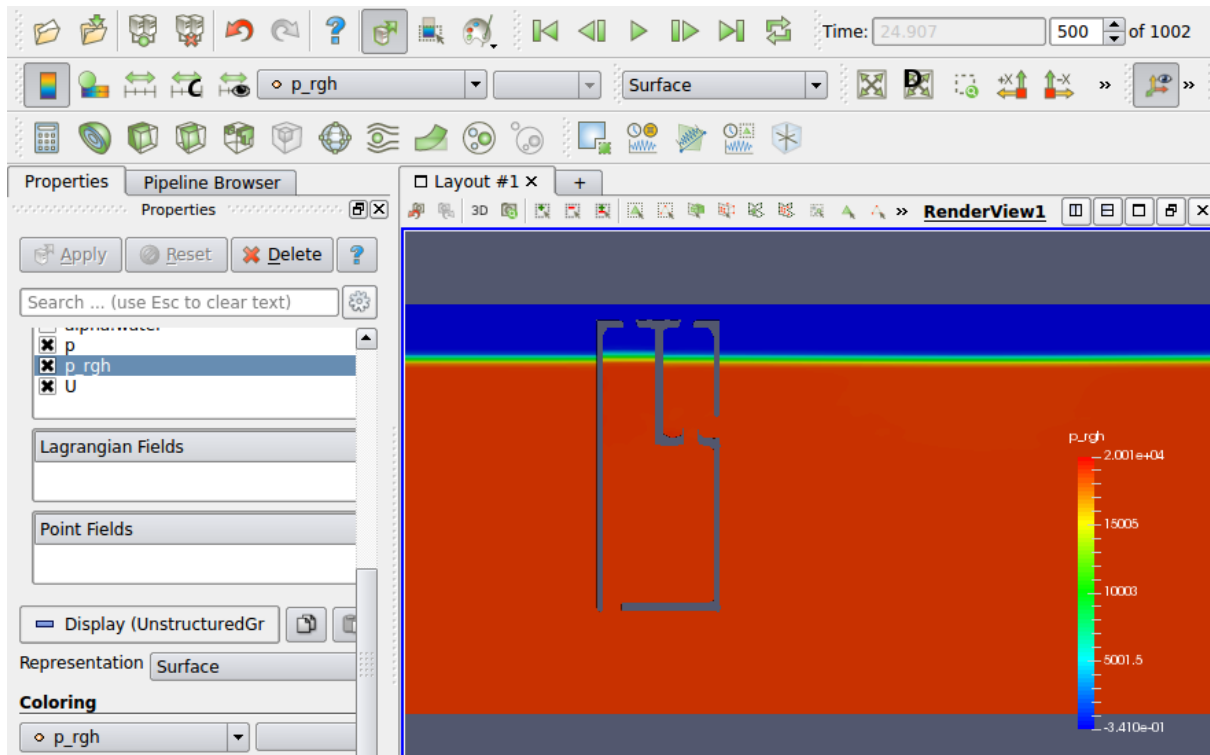 Time: 24.907 500 of 1002
p_rgh Surface
Properties Pipeline Browser
Layout #1
+
Properties
3D
» RenderView1
Apply Reset Delete ?
Search ... (use Esc to clear text)
alpha.water
p
p_rgh
U
Lagrangian Fields
Point Fields
Display (UnstructuredGr
Representation Surface
Coloring
p_rgh
p_rgh
2.001e+04
15005
10003
5001.5
-3.410e-01